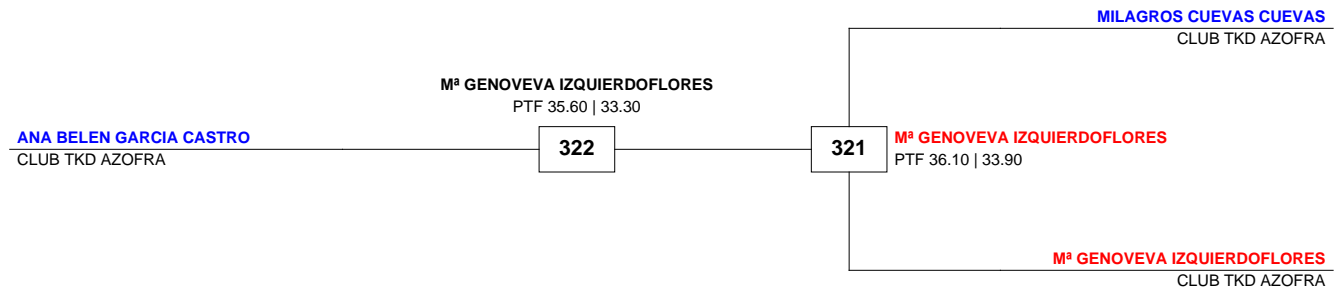 MILAGROS CUEVAS CUEVAS
CLUB TKD AZOFRA
Mª GENOVEVA IZQUIERDOFLORES
PTF 35.60 | 33.30
ANA BELEN GARCIA CASTRO
CLUB TKD AZOFRA
322
321
Mª GENOVEVA IZQUIERDOFLORES
PTF 36.10 | 33.90
Mª GENOVEVA IZQUIERDOFLORES
CLUB TKD AZOFRA